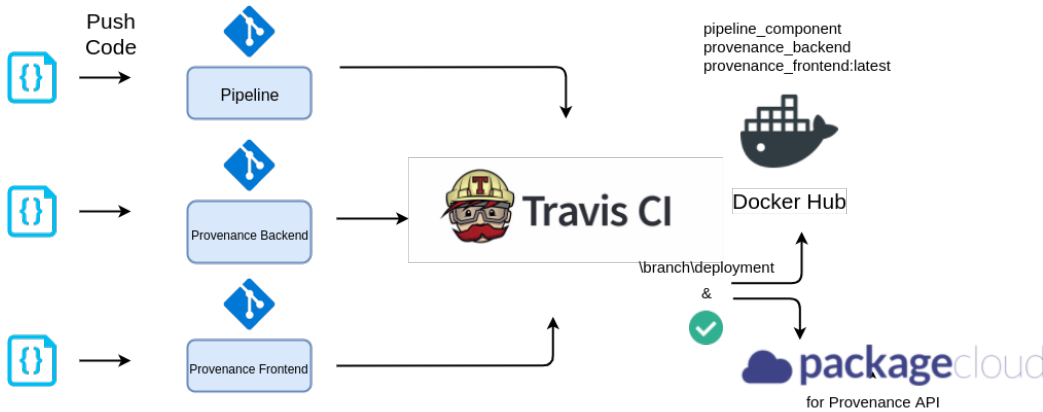 Push
Code
Pipeline
Provenance Backend
Provenance Frontend
T
Travis CI
\branch\deployment
&
pipeline_component
provenance_backend
provenance_frontend:latest
Docker Hub
packagecloud
for Provenance API